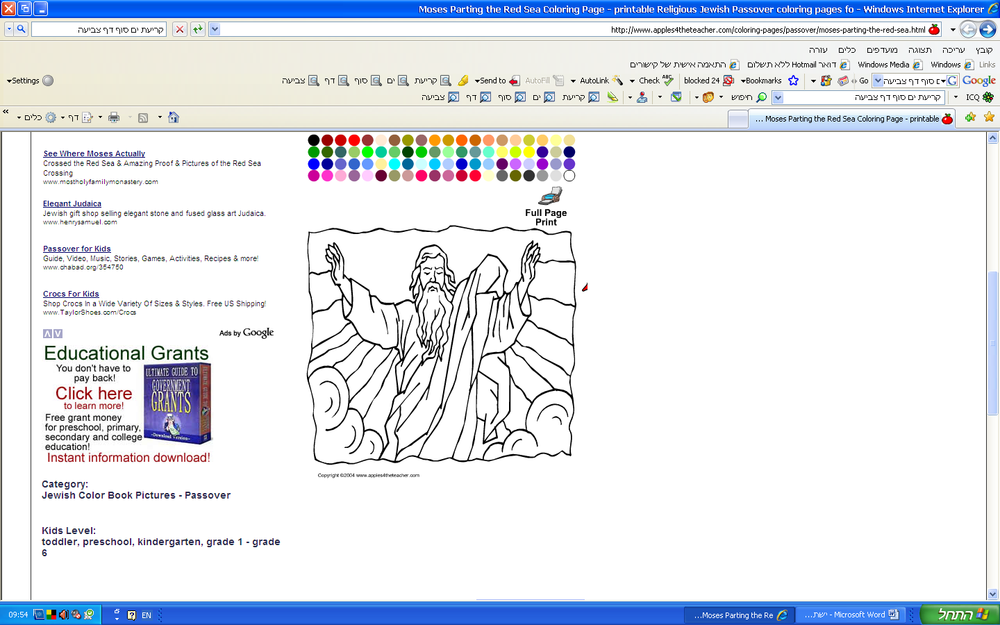 Moses Parting the Red Sea Coloring Page - printable Religious Jewish Passover coloring pages fo - Windows Internet Explorer
קריעת ים סוף דף צביעה
http://www.apples4theteacher.com/coloring-pages/passover/moses-parting-the-red-sea.html
קובץ עריכה תצוגה מועדפים כלים עזרה
Links Windows Windows Media דואר Hotmail ללא תשלום התאמה אישית של קישורים
Google ים סוף דף צביעה Go Bookmarks 24 blocked Check AutoLink AutoFill Send to קריעת ים סוף דף צביעה Settings
ICQ קריעת ים סוף דף צביעה חיפוש קריעת ים סוף דף צביעה
... Moses Parting the Red Sea Coloring Page - printable
דף כלים
See Where Moses Actually
Crossed the Red Sea & Amazing Proof & Pictures of the Red Sea
Crossing
www.mostholyfamilymonastery.com
Elegant Judaica
Jewish gift shop selling elegant stone and fused glass art Judaica.
www.henrysamuel.com
Passover for Kids
Guide, Video, Music, Stories, Games, Activities, Recipes & more!
www.chabad.org/354750
Crocs For Kids
Shop Crocs In a Wide Variety Of Sizes & Styles. Free US Shipping!
www.TaylorShoes.com/Crocs
Ads by Google
Educational Grants
You don't have to
pay back!
Click here
to learn more!
Free grant money
for preschool, primary,
secondary and college
education!
Instant information download!
ULTIMATE GUIDE TO
GOVERNMENT
GRANTS
~Download Version~
Category:
Jewish Color Book Pictures - Passover
Kids Level:
toddler, preschool, kindergarten, grade 1 - grade
6
Full Page
Print
Copyright ©2004 www.apples4theteacher.com
התחל
ישת... - Microsoft Word
...Moses Parting the Re
EN
09:54